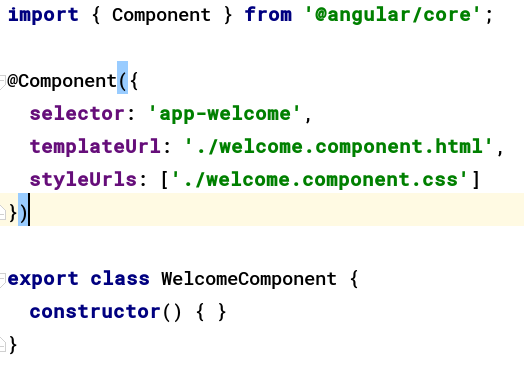 import { Component } from '@angular/core';
@Component({
  selector: 'app-welcome',
  templateUrl: './welcome.component.html',
  styleUrls: ['./welcome.component.css']
})
export class WelcomeComponent {
  constructor() { }
}